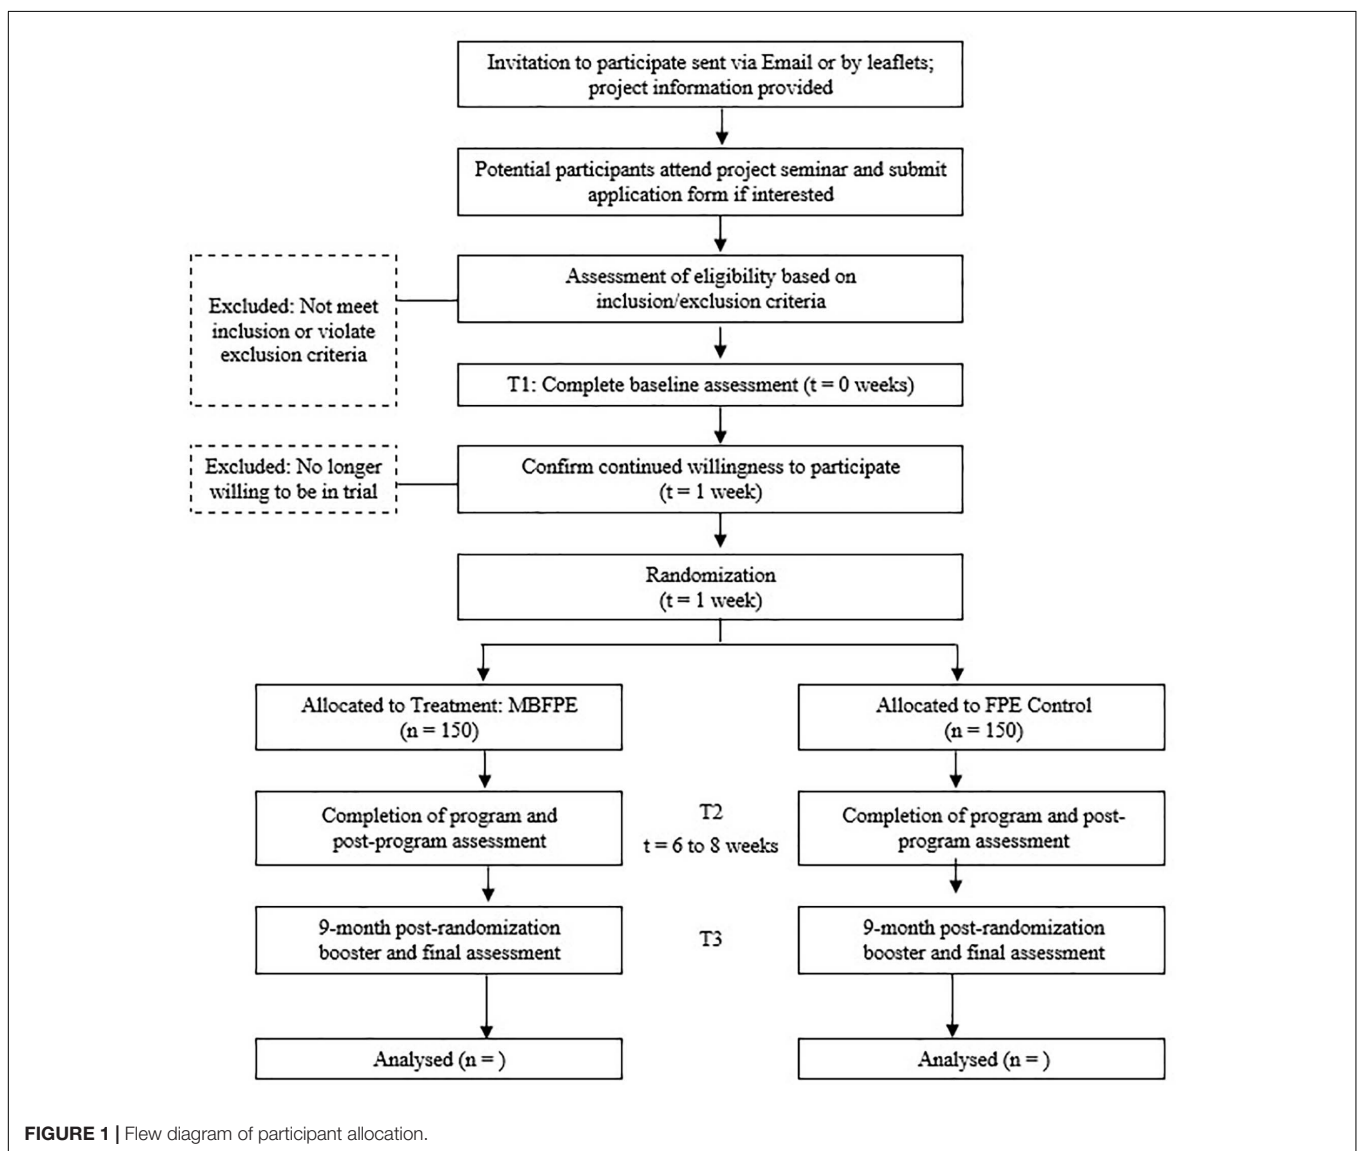 Invitation to participate sent via Email or by leaflets;
project information provided
Potential participants attend project seminar and submit
application form if interested
Assessment of eligibility based on
inclusion/exclusion criteria
Excluded: Not meet
inclusion or violate
exclusion criteria
T1: Complete baseline assessment (t = 0 weeks)
Confirm continued willingness to participate
(t = 1 week)
Excluded: No longer
willing to be in trial
Randomization
(t = 1 week)
Allocated to Treatment: MBFPE
(n = 150)
Allocated to FPE Control
(n = 150)
Completion of program and
post-program assessment
T2
t = 6 to 8 weeks
Completion of program and post-
program assessment
9-month post-randomization
booster and final assessment
T3
9-month post-randomization
booster and final assessment
Analysed (n = )
Analysed (n = )
FIGURE 1 | Flew diagram of participant allocation.